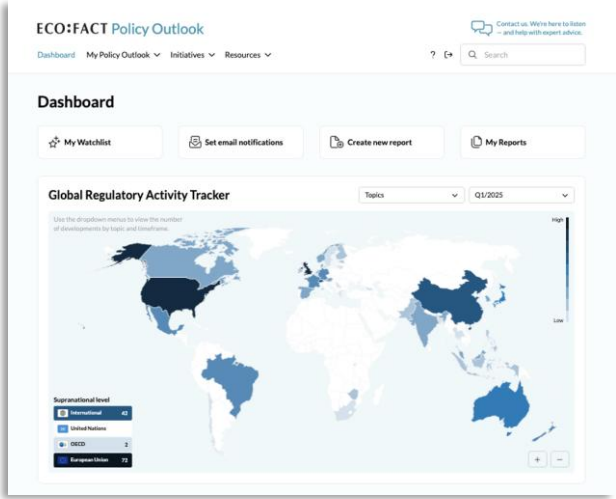 ECO:FACT Policy Outlook
Contact us. We're here to listen
– and help with expert advice.
Dashboard My Policy Outlook Initiatives Resources
? Search
Dashboard
My Watchlist
Set email notifications
Create new report
My Reports
Global Regulatory Activity Tracker
Topics
Q1/2025
Use the dropdown menus to view the number
of developments by topic and timeframe.
High
Low
Supranational level
International 42
United Nations
OECD 2
European Union 72
+ −